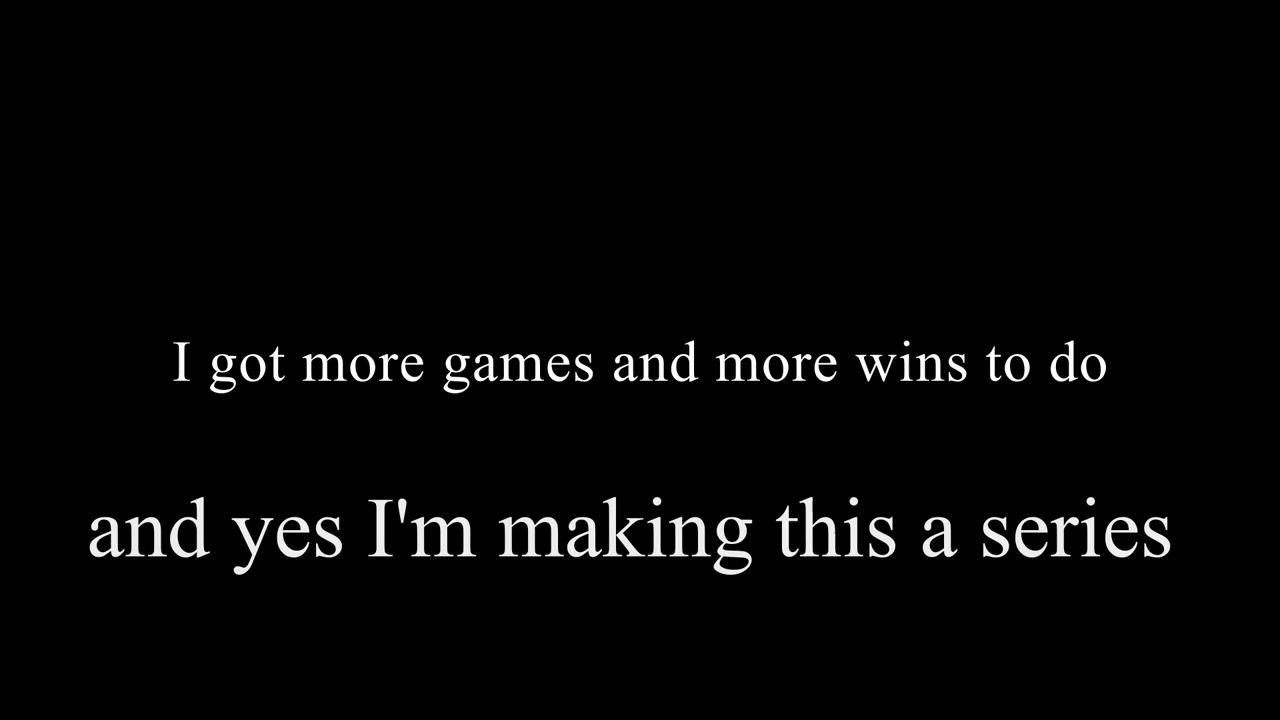 I got more games and more wins to do
and yes I'm making this a series